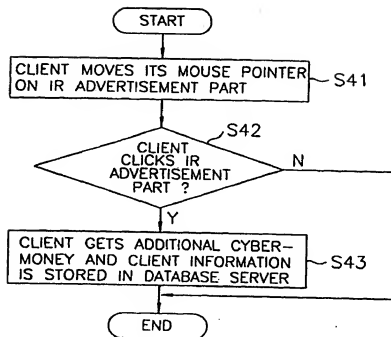 START
CLIENT MOVES ITS MOUSE POINTER
ON IR ADVERTISEMENT PART
S41
S42
CLIENT
CLICKS IR
ADVERTISEMENT
PART ?
N
Y
CLIENT GETS ADDITIONAL CYBER-
MONEY AND CLIENT INFORMATION
IS STORED IN DATABASE SERVER
S43
END